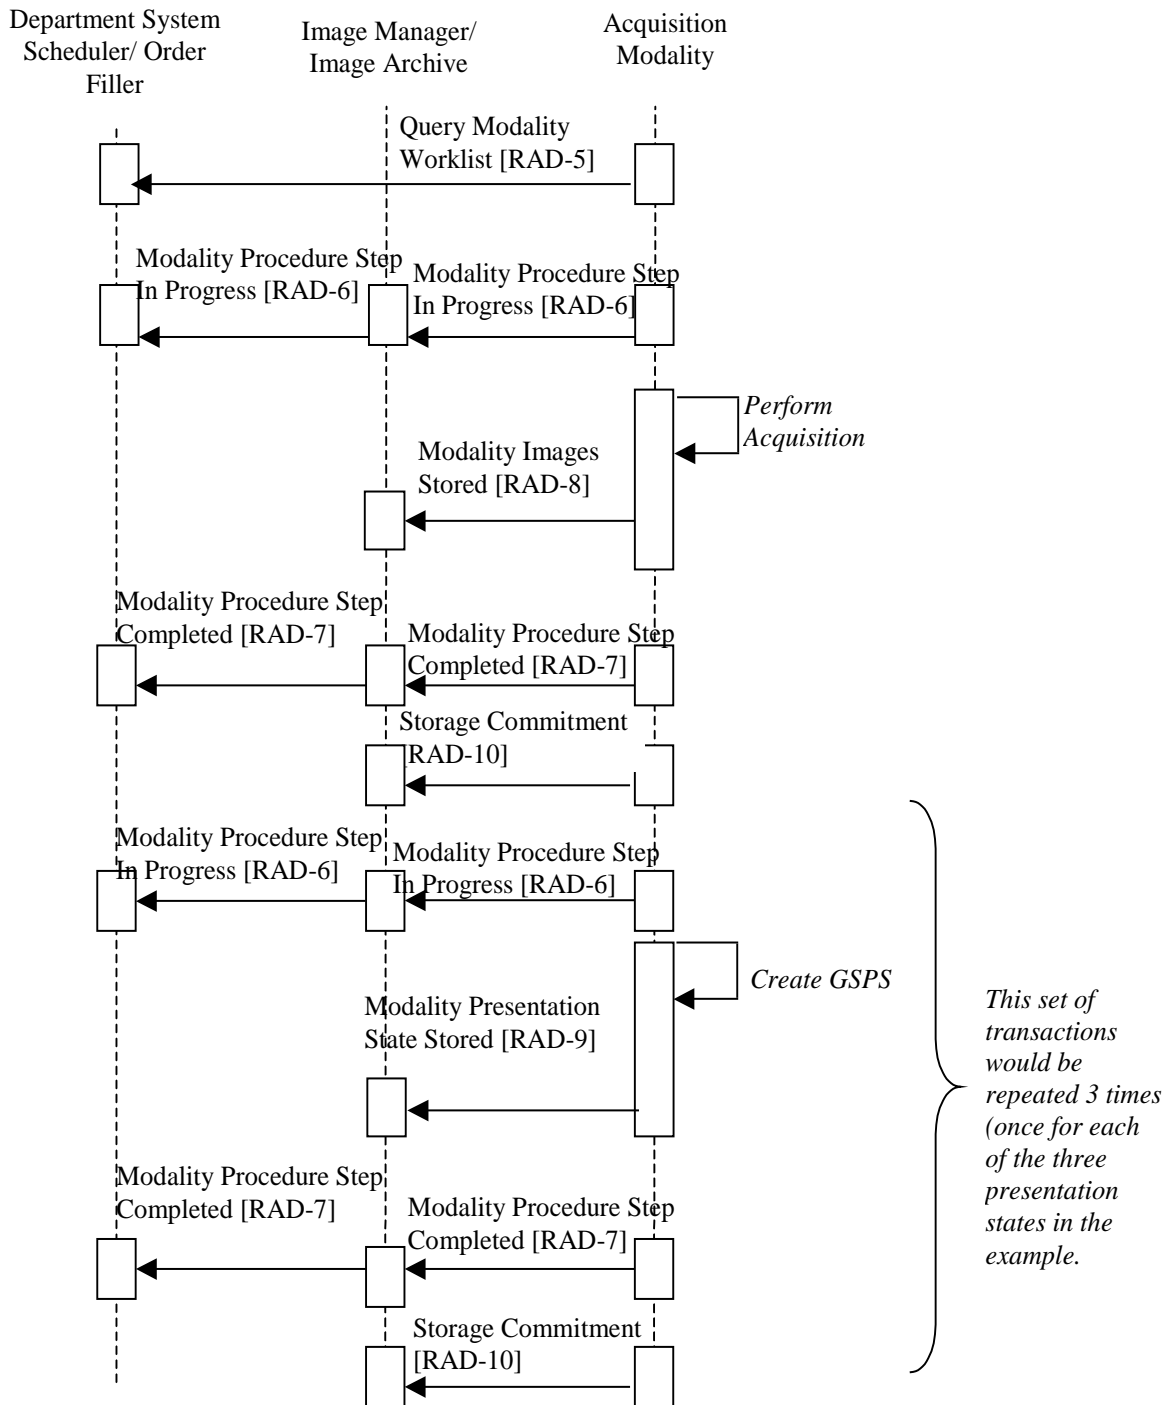 Department System
Scheduler/ Order
Filler
Image Manager/
Image Archive
Acquisition
Modality
Query Modality
Worklist [RAD-5]
Modality Procedure Step
In Progress [RAD-6]
Modality Procedure Step
In Progress [RAD-6]
Perform
Acquisition
Modality Images
Stored [RAD-8]
Modality Procedure Step
Completed [RAD-7]
Modality Procedure Step
Completed [RAD-7]
Storage Commitment
[RAD-10]
Modality Procedure Step
In Progress [RAD-6]
Modality Procedure Step
In Progress [RAD-6]
Create GSPS
Modality Presentation
State Stored [RAD-9]
This set of
transactions
would be
repeated 3 times
(once for each
of the three
presentation
states in the
example.
Modality Procedure Step
Completed [RAD-7]
Modality Procedure Step
Completed [RAD-7]
Storage Commitment
[RAD-10]